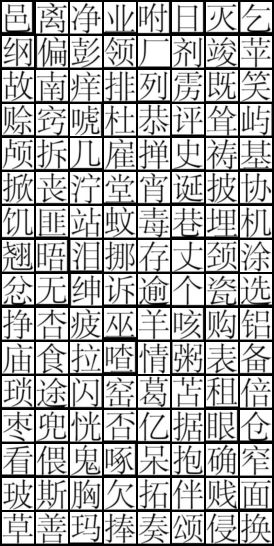 邑离净业咐日灭乞
纲偏彭领厂剂竣苹
故南痒排列雳既笑
赊窍唬杜恭评耸屿
颅拆几雇掸史祷基
掀丧泞堂宵诞披协
饥匪站蚊毒巷埋机
翘唔泪挪存丈颈涂
忿无绅诉逾个瓷选
挣杏疲巫羊咳购铝
庙食拉喳情粥表备
琐途闪窑葛苫租倍
枣兜恍否亿据眼仓
看偎鬼啄呆抱确窄
玻斯胸欠拓伴贱面
草善玛捧奏颂侵换